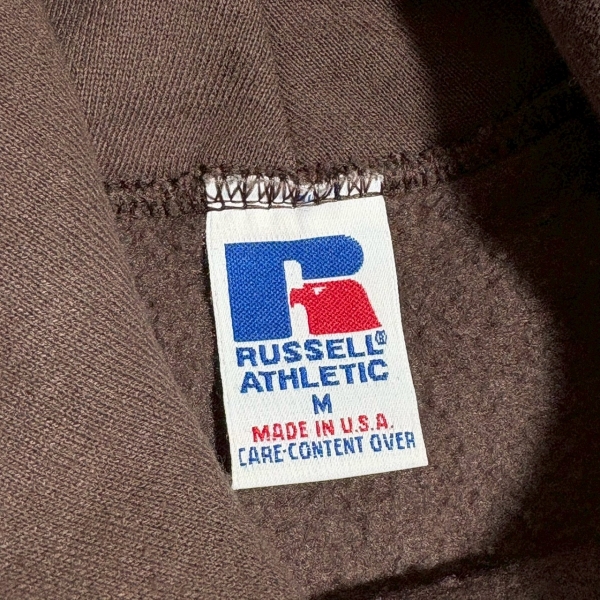 RUSSELL®
ATHLETIC
M
MADE IN U.S.A.
CARE·CONTENT OVER